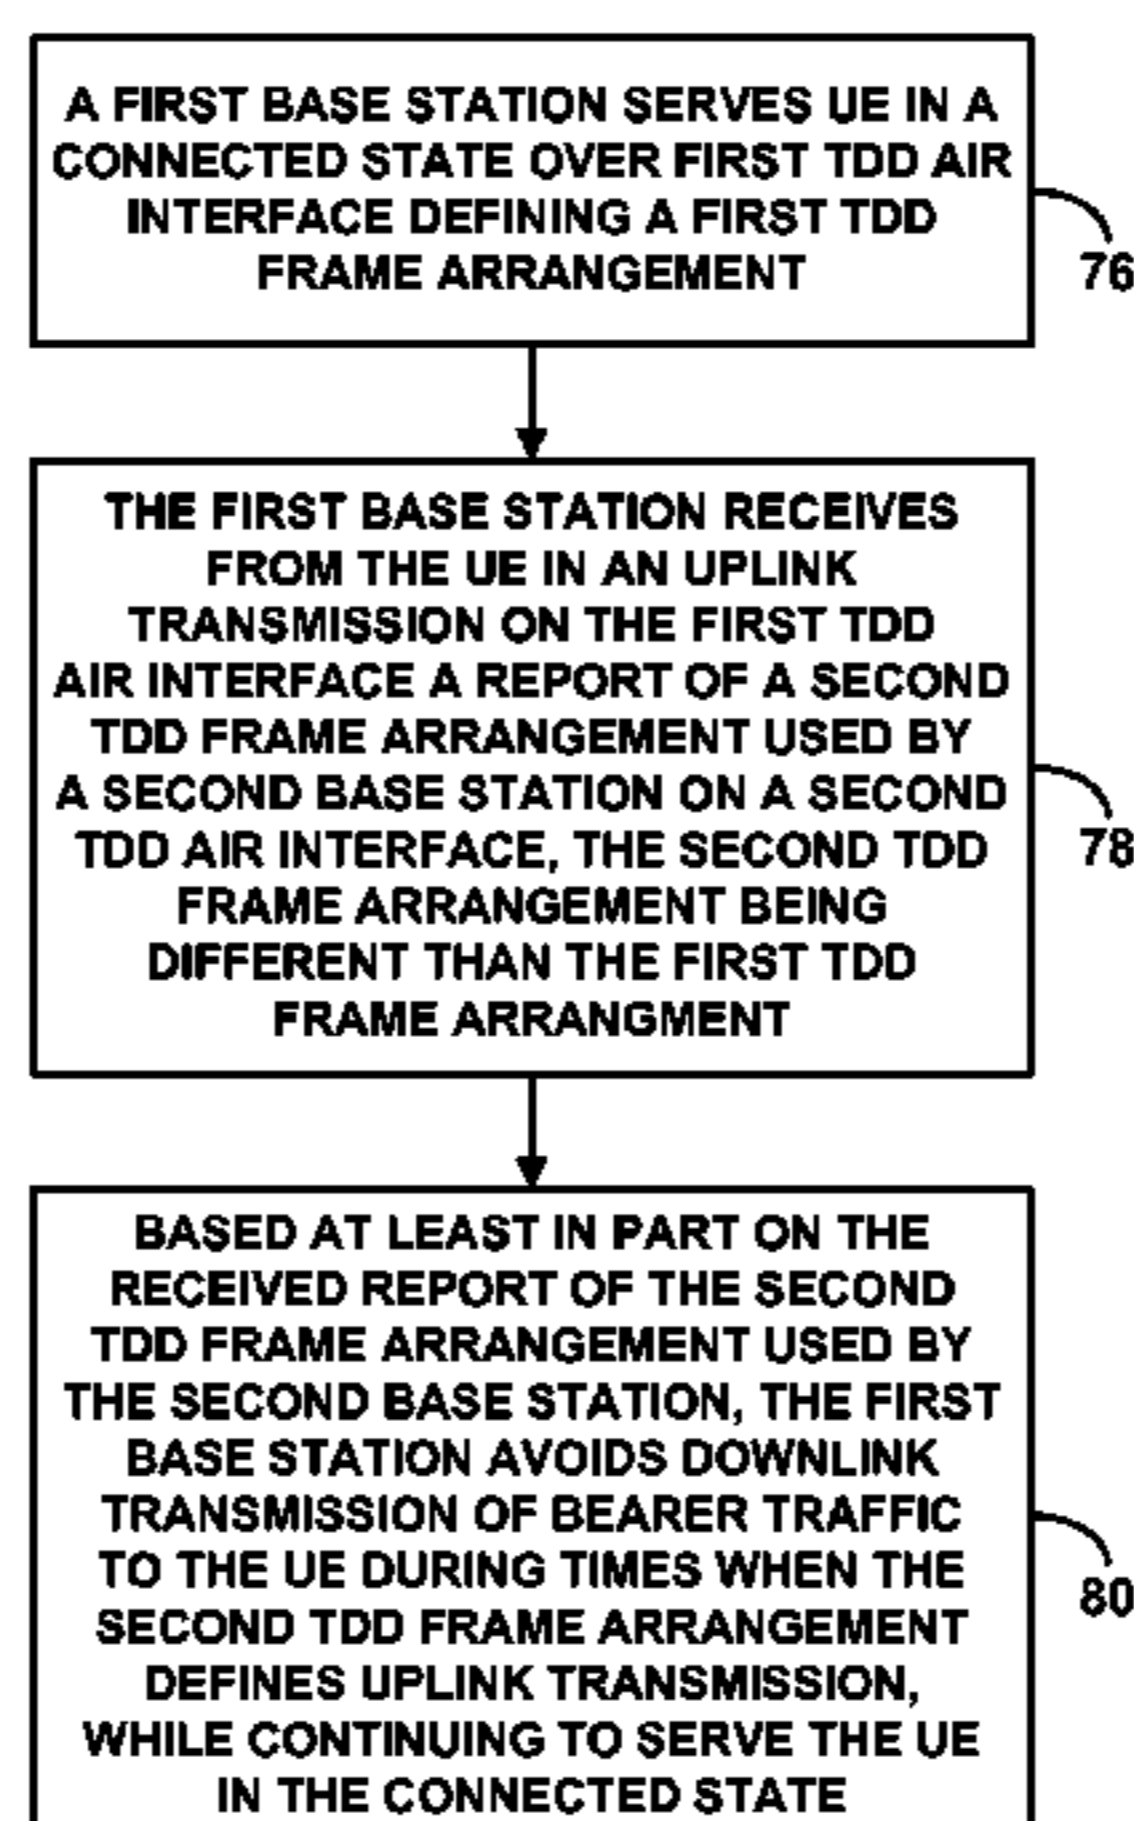 A FIRST BASE STATION SERVES UE IN A
CONNECTED STATE OVER FIRST TDD AIR
INTERFACE DEFINING A FIRST TDD
FRAME ARRANGEMENT
76
THE FIRST BASE STATION RECEIVES
FROM THE UE IN AN UPLINK
TRANSMISSION ON THE FIRST TDD
AIR INTERFACE A REPORT OF A SECOND
TDD FRAME ARRANGEMENT USED BY
A SECOND BASE STATION ON A SECOND
TDD AIR INTERFACE, THE SECOND TDD
FRAME ARRANGEMENT BEING
DIFFERENT THAN THE FIRST TDD
FRAME ARRANGMENT
78
BASED AT LEAST IN PART ON THE
RECEIVED REPORT OF THE SECOND
TDD FRAME ARRANGEMENT USED BY
THE SECOND BASE STATION, THE FIRST
BASE STATION AVOIDS DOWNLINK
TRANSMISSION OF BEARER TRAFFIC
TO THE UE DURING TIMES WHEN THE
SECOND TDD FRAME ARRANGEMENT
DEFINES UPLINK TRANSMISSION,
WHILE CONTINUING TO SERVE THE UE
IN THE CONNECTED STATE
80